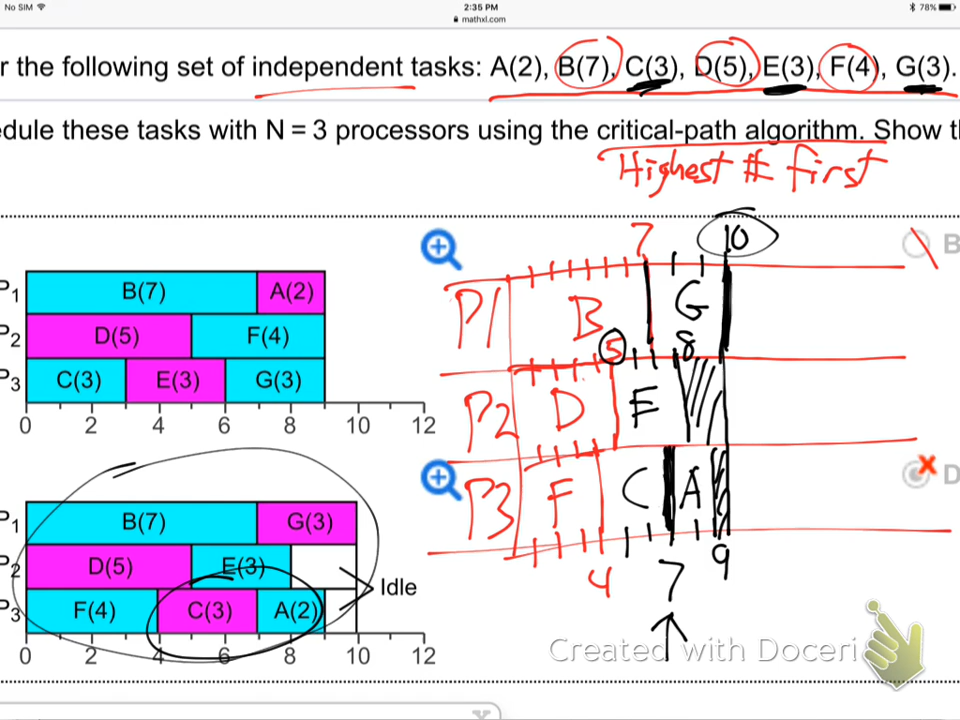 No SIM 2:35 PM 78%
mathxl.com
r the following set of independent tasks: A(2), B(7), C(3), D(5), E(3), F(4), G(3).
edule these tasks with N = 3 processors using the critical-path algorithm. Show th
Highest # first
B
P1 B(7) A(2)
P2 D(5) F(4)
P3 C(3) E(3) G(3)
0 2 4 6 8 10 12
7 10
P1 B G
5 8
P2 D E
P3 F C A
4 7 9
D
P1 B(7) G(3)
P2 D(5) E(3)
Idle
P3 F(4) C(3) A(2)
0 2 4 6 8 10 12
Created with Doceri